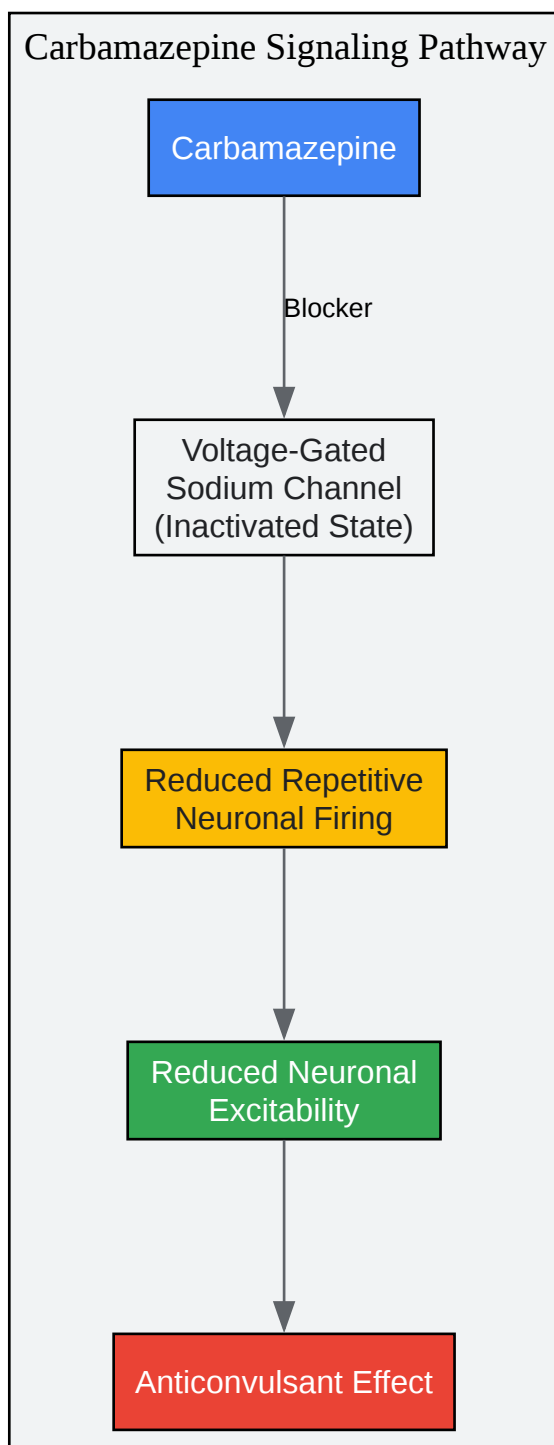 Carbamazepine Signaling Pathway
Carbamazepine
Blocker
Voltage-Gated
Sodium Channel
(Inactivated State)
Reduced Repetitive
Neuronal Firing
Reduced Neuronal
Excitability
Anticonvulsant Effect